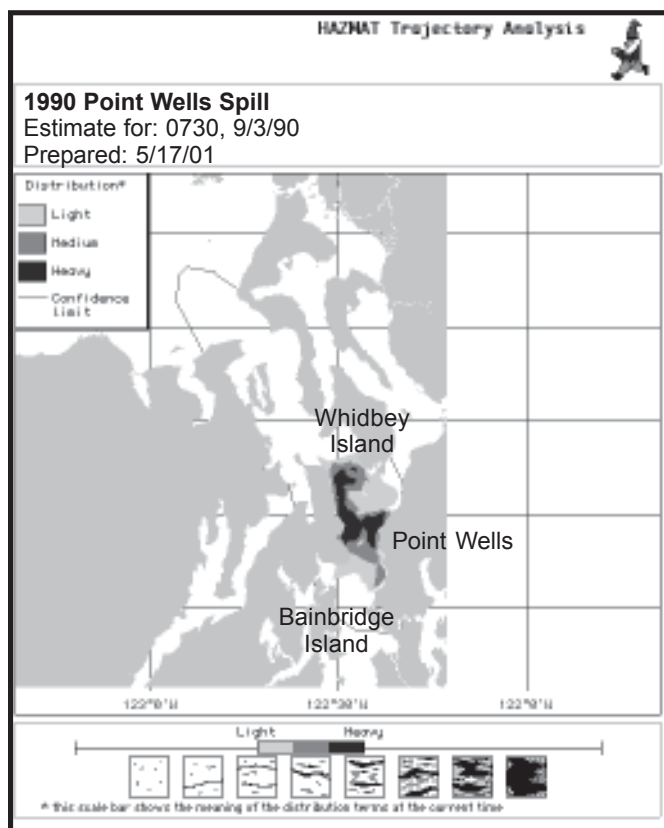 HAZMAT Trajectory Analysis
1990 Point Wells Spill
Estimate for: 0730, 9/3/90
Prepared: 5/17/01
Distribution*
Light
Medium
Heavy
Confidence
limit
Whidbey
Island
Point Wells
Bainbridge
Island
122°30'W
Light Heavy
* this scale bar shows the meaning of the distribution terms at the current time